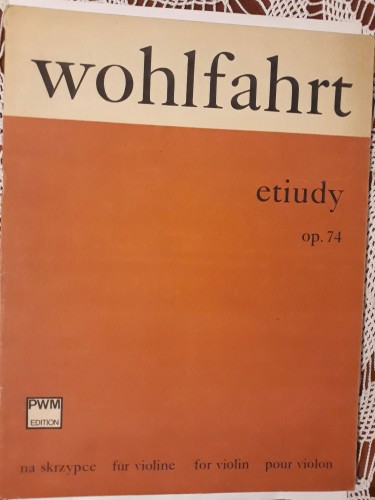 wohlfahrt
etiudy
op. 74
PWM
EDITION
na skrzypce für violine for violin pour violon